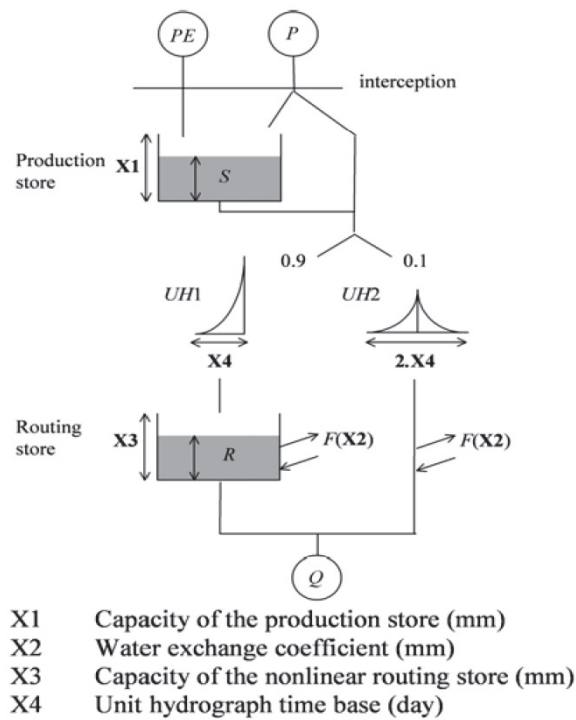 PE
P
interception
Production
store
X1
S
0.9
0.1
UH1
UH2
X4
2.X4
Routing
store
X3
R
F(X2)
F(X2)
Q
X1 Capacity of the production store (mm)
X2 Water exchange coefficient (mm)
X3 Capacity of the nonlinear routing store (mm)
X4 Unit hydrograph time base (day)